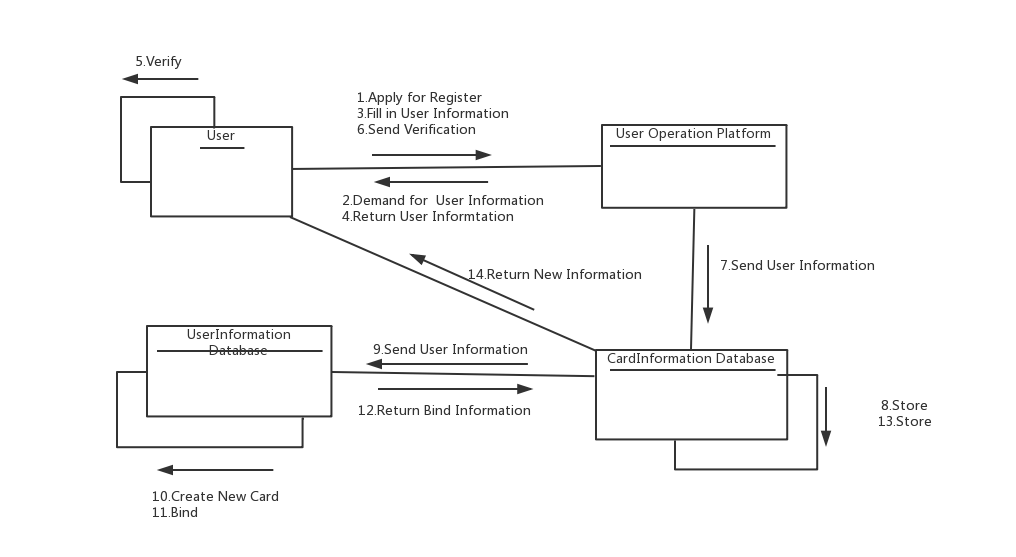 5.Verify
User
1.Apply for Register
3.Fill in User Information
6.Send Verification
User Operation Platform
2.Demand for User Information
4.Return User Informtation
14.Return New Information
7.Send User Information
UserInformation
Database
9.Send User Information
12.Return Bind Information
CardInformation Database
8.Store
13.Store
10.Create New Card
11.Bind